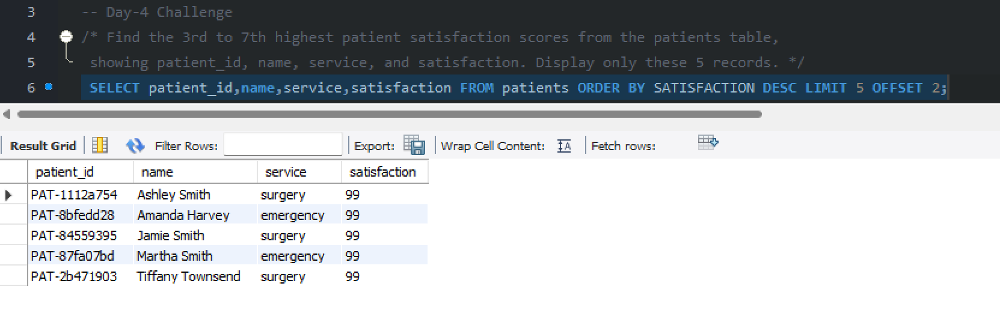 3 -- Day-4 Challenge
4 /* Find the 3rd to 7th highest patient satisfaction scores from the patients table,
5 showing patient_id, name, service, and satisfaction. Display only these 5 records. */
6 SELECT patient_id,name,service,satisfaction FROM patients ORDER BY SATISFACTION DESC LIMIT 5 OFFSET 2;
Result Grid Filter Rows: Export: Wrap Cell Content: IA Fetch rows:
patient_id name service satisfaction
PAT-1112a754 Ashley Smith surgery 99
PAT-8bfedd28 Amanda Harvey emergency 99
PAT-84559395 Jamie Smith surgery 99
PAT-87fa07bd Martha Smith emergency 99
PAT-2b471903 Tiffany Townsend surgery 99